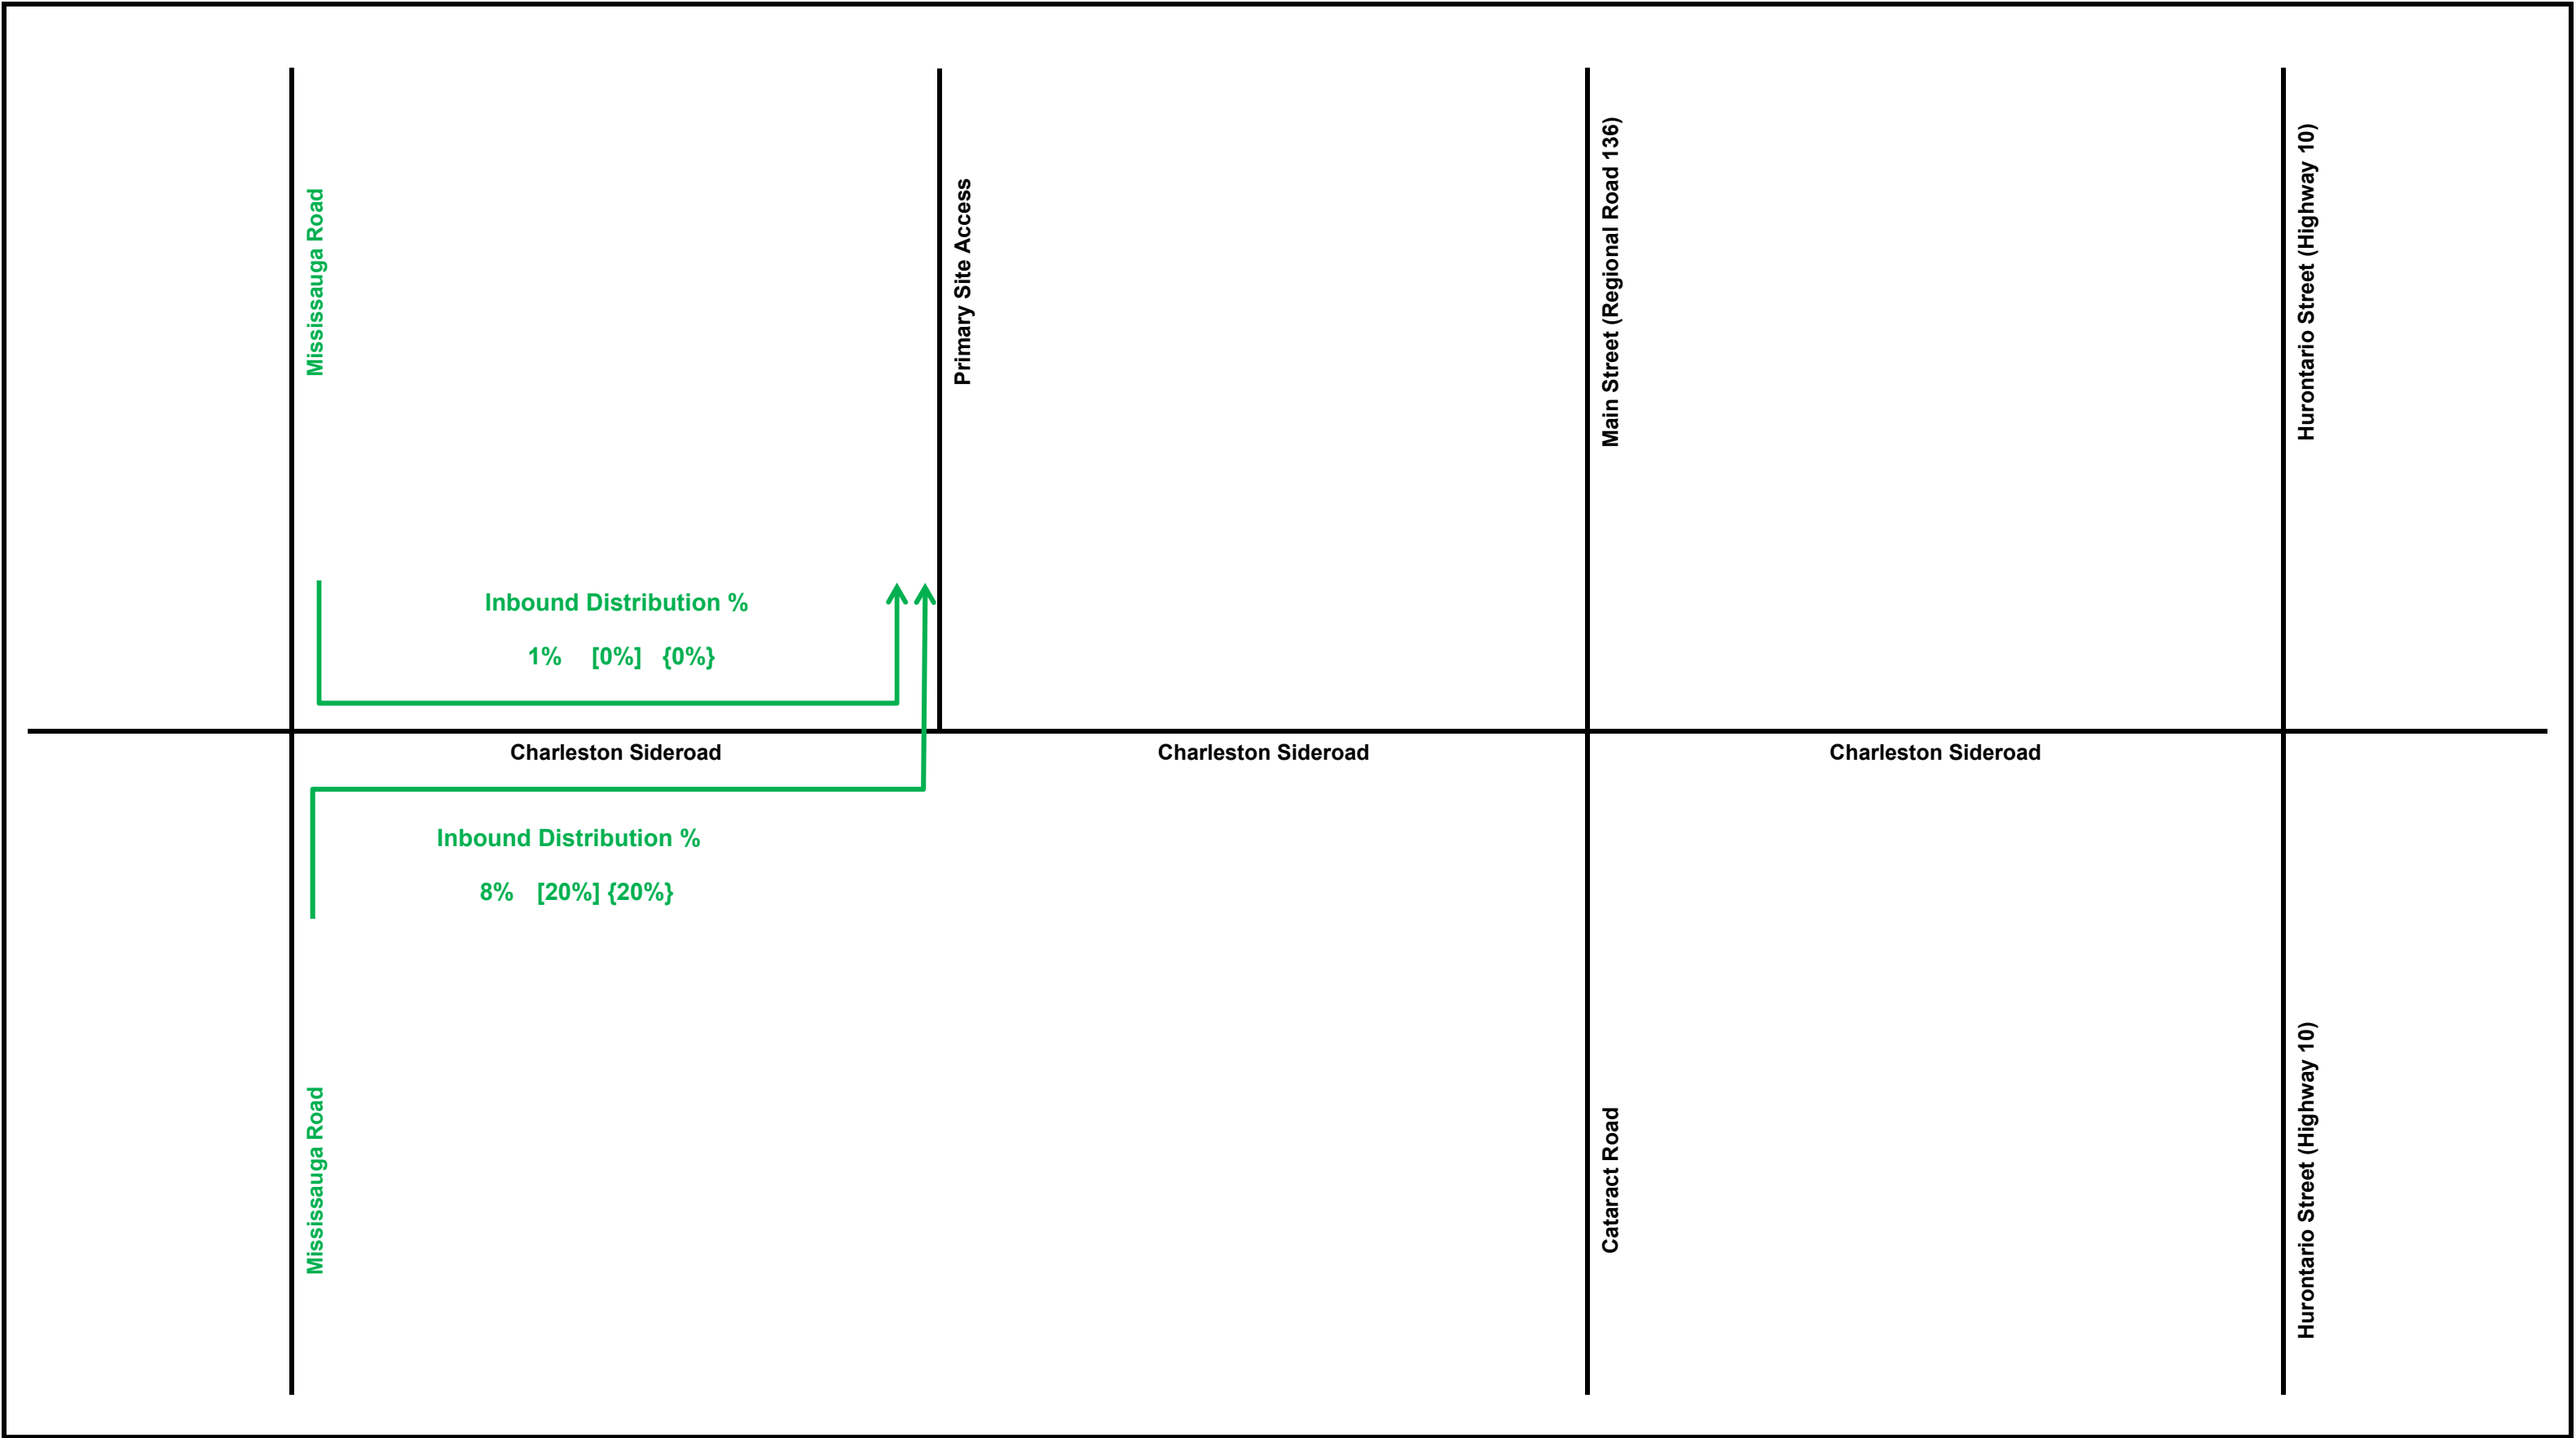 Mississauga Road
Primary Site Access
Main Street (Regional Road 136)
Hurontario Street (Highway 10)
Inbound Distribution %
1% [0%] {0%}
Charleston Sideroad
Charleston Sideroad
Charleston Sideroad
Inbound Distribution %
8% [20%] {20%}
Mississauga Road
Cataract Road
Hurontario Street (Highway 10)